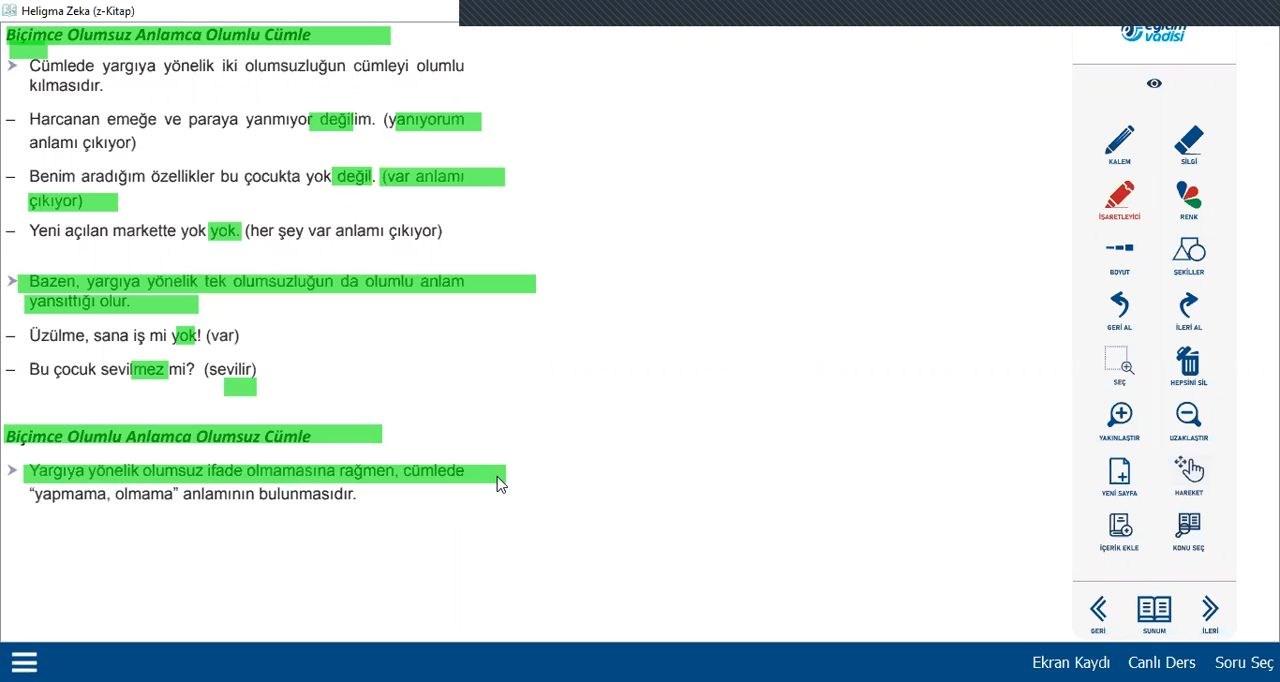 Heligma Zeka (z-Kitap)
Biçimce Olumsuz Anlamca Olumlu Cümle
Cümlede yargıya yönelik iki olumsuzluğun cümleyi olumlu
kılmasıdır.
– Harcanan emeğe ve paraya yanmıyor değilim. (yanıyorum
anlamı çıkıyor)
– Benim aradığım özellikler bu çocukta yok değil. (var anlamı
çıkıyor)
– Yeni açılan markette yok yok. (her şey var anlamı çıkıyor)
Bazen, yargıya yönelik tek olumsuzluğun da olumlu anlam
yansıttığı olur.
– Üzülme, sana iş mi yok! (var)
– Bu çocuk sevilmez mi? (sevilir)
Biçimce Olumlu Anlamca Olumsuz Cümle
Yargıya yönelik olumsuz ifade olmamasına rağmen, cümlede
“yapmama, olmama” anlamının bulunmasıdır.
eğitim
vadisi
KALEM
SİLGİ
İŞARETLEYİCİ
RENK
BOYUT
ŞEKİLLER
GERİ AL
İLERİ AL
SEÇ
HEPSİNİ SİL
YAKINLAŞTIR
UZAKLAŞTIR
YENİ SAYFA
HAREKET
İÇERİK EKLE
KONU SEÇ
GERİ
SUNUM
İLERİ
Ekran Kaydı
Canlı Ders
Soru Seç